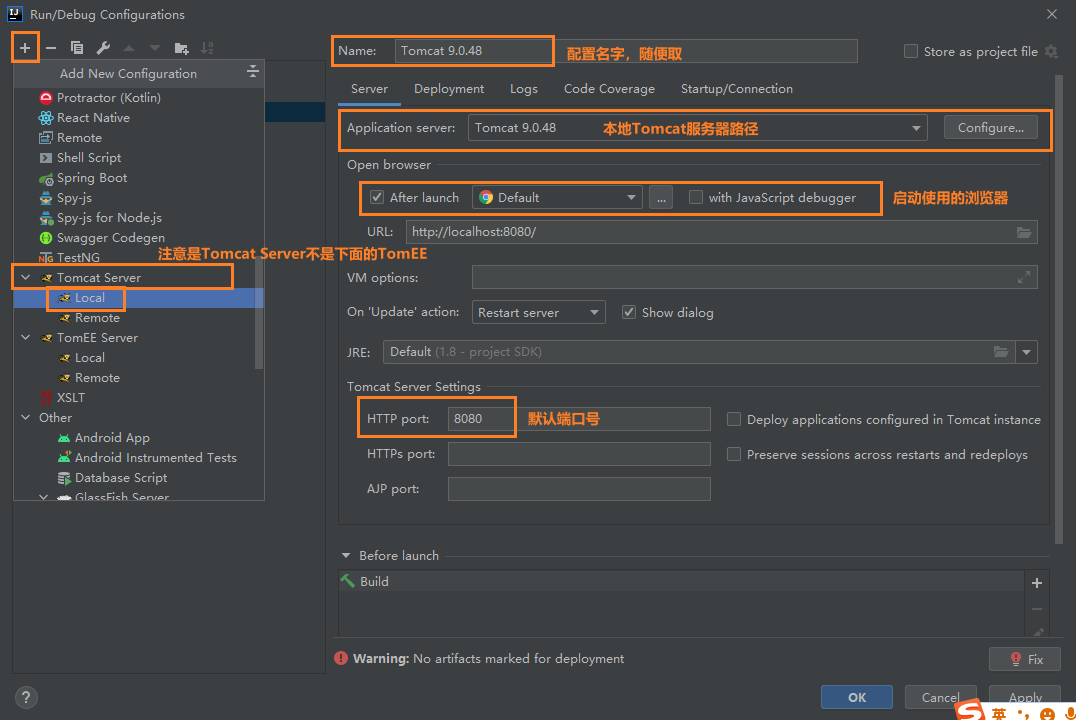 Run/Debug Configurations
Add New Configuration
Protractor (Kotlin)
React Native
Remote
Shell Script
Spring Boot
Spy-js
Spy-js for Node.js
Swagger Codegen
TestNG
注意是Tomcat Server不是下面的TomEE
Tomcat Server
Local
Remote
TomEE Server
Local
Remote
XSLT
Other
Android App
Android Instrumented Tests
Database Script
GlassFish Server
Name: Tomcat 9.0.48 配置名字，随便取
Store as project file
Server Deployment Logs Code Coverage Startup/Connection
Application server: Tomcat 9.0.48 本地Tomcat服务器路径 Configure...
Open browser
After launch Default ... with JavaScript debugger 启动使用的浏览器
URL: http://localhost:8080/
VM options:
On 'Update' action: Restart server Show dialog
JRE: Default (1.8 - project SDK)
Tomcat Server Settings
HTTP port: 8080 默认端口号 Deploy applications configured in Tomcat instance
HTTPs port: Preserve sessions across restarts and redeploys
AJP port:
Before launch
Build
Warning: No artifacts marked for deployment Fix
? OK Cancel Apply
英